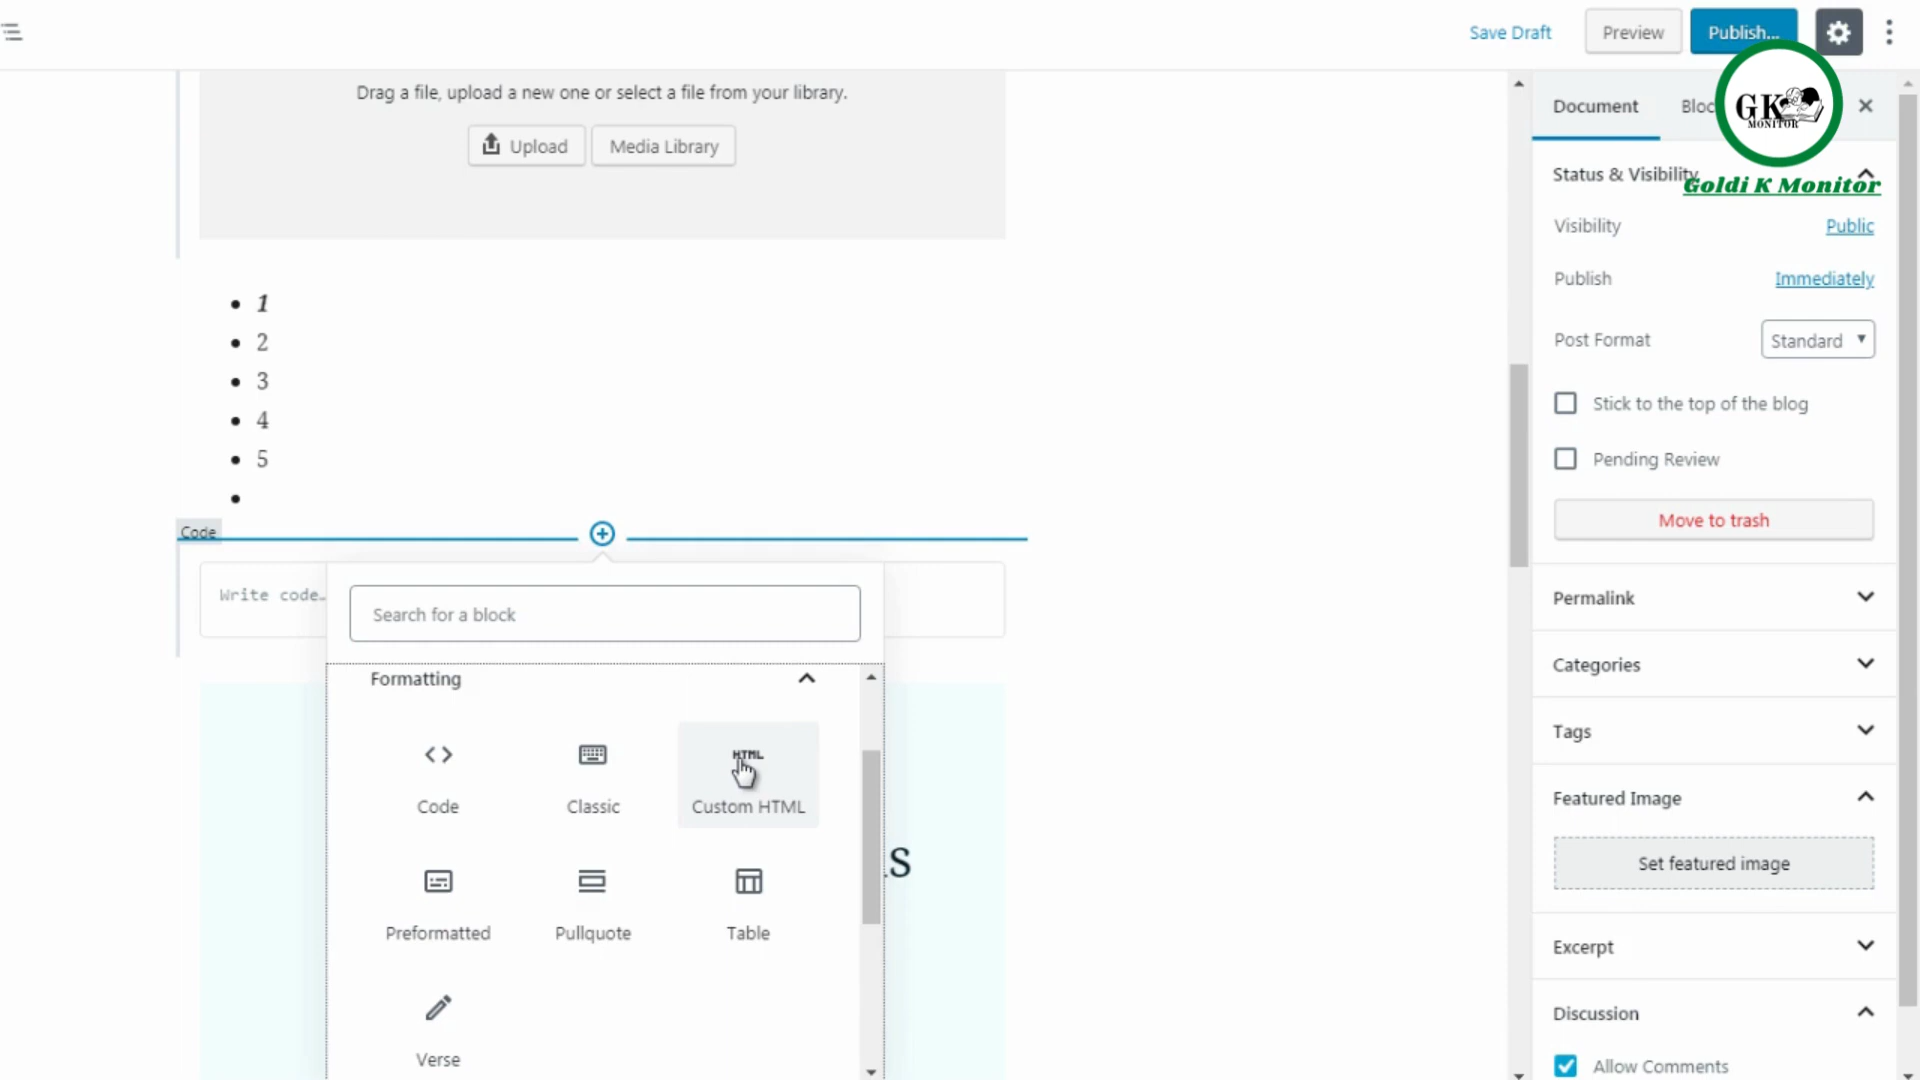 Save Draft
Preview
Publish...
Drag a file, upload a new one or select a file from your library.
Upload
Media Library
Document
Bloc
GK
MONITOR
Goldi K Monitor
Status & Visibility
Visibility
Public
Publish
Immediately
Post Format
Standard
Stick to the top of the blog
Pending Review
Move to trash
Permalink
Categories
Tags
Featured Image
Set featured image
Excerpt
Discussion
Allow Comments
1
2
3
4
5
Code
Write code…
Search for a block
Formatting
Code
Classic
HTML
Custom HTML
Preformatted
Pullquote
Table
Verse
s